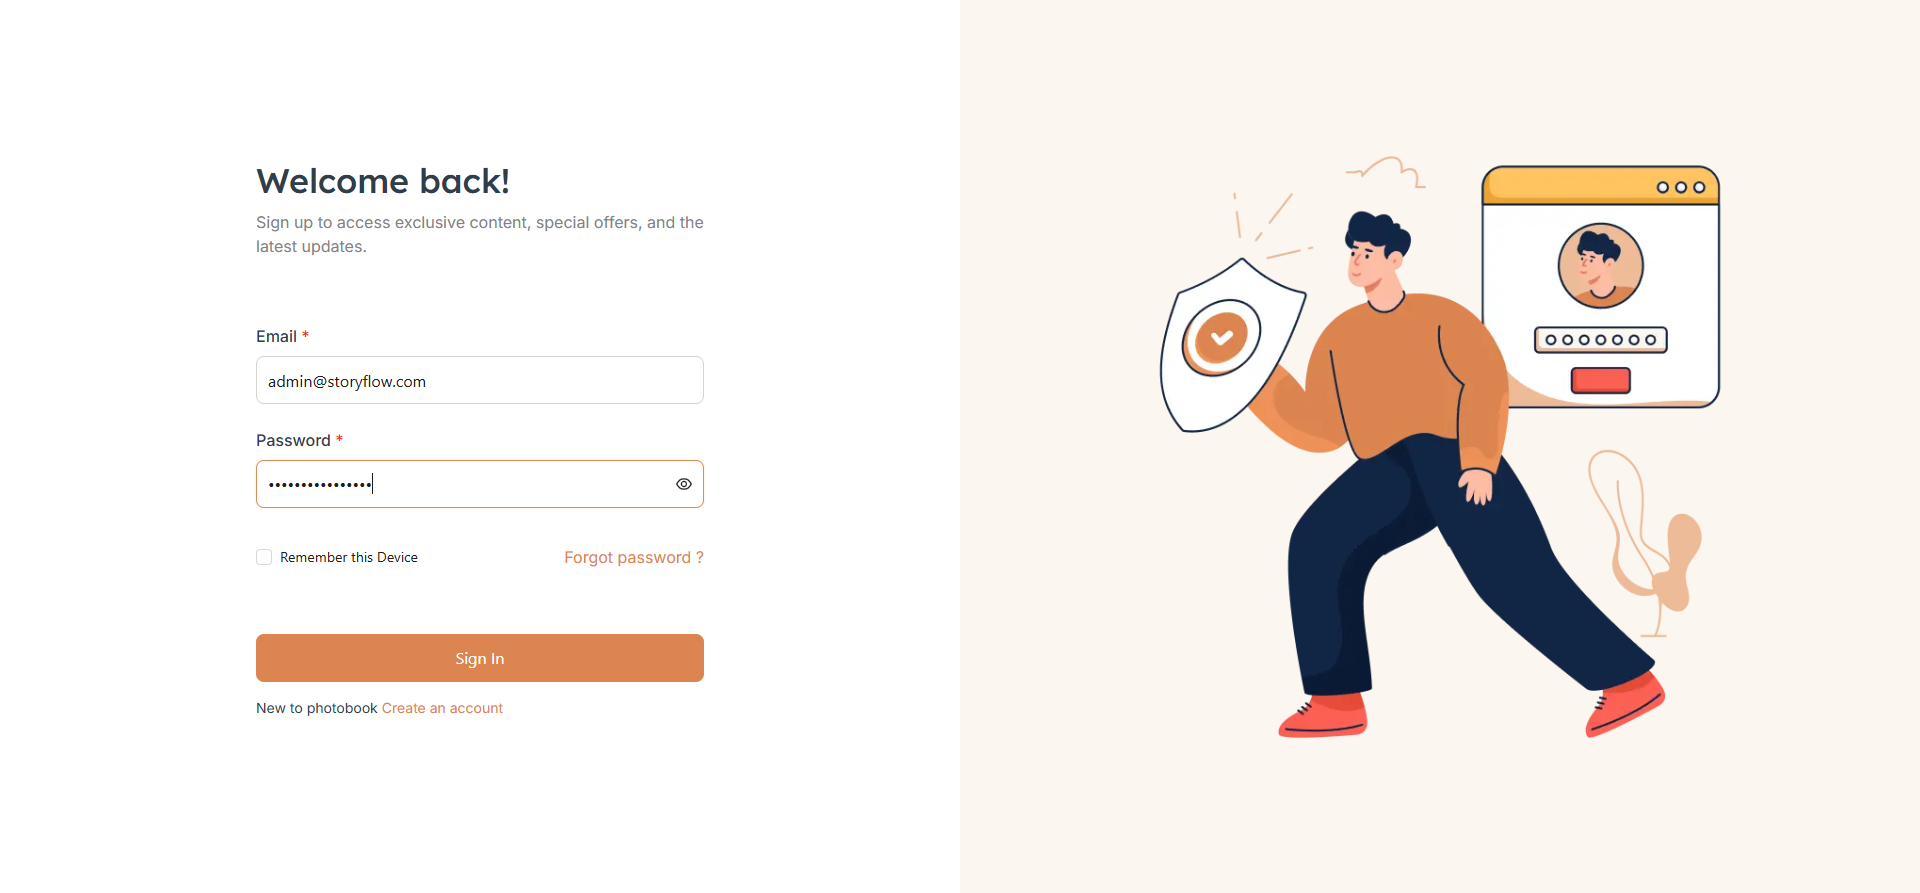 Welcome back!
Sign up to access exclusive content, special offers, and the
latest updates.
Email *
admin@storyflow.com
Password *
••••••••••••••••
Remember this Device
Forgot password ?
Sign In
New to photobook Create an account